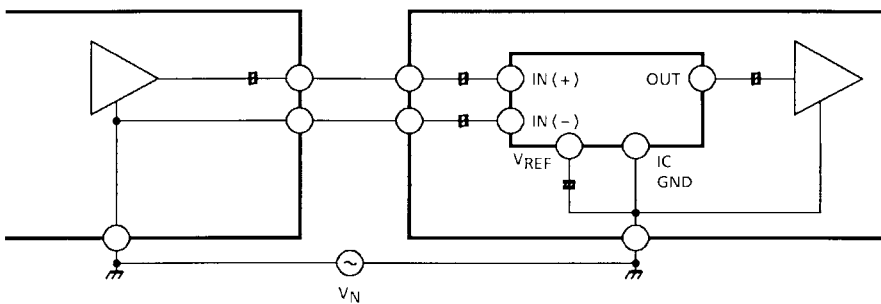 IN (+)
OUT
IN (−)
VREF
IC
GND
VN